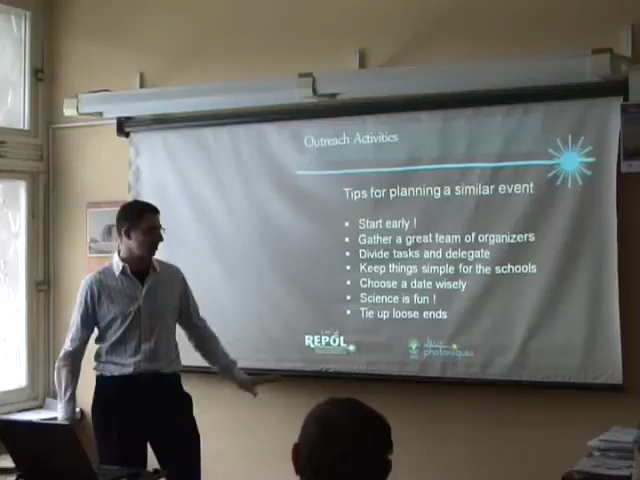 Outreach Activities
Tips for planning a similar event
Start early !
Gather a great team of organizers
Divide tasks and delegate
Keep things simple for the schools
Choose a date wisely
Science is fun !
Tie up loose ends
REPOL
photoniques